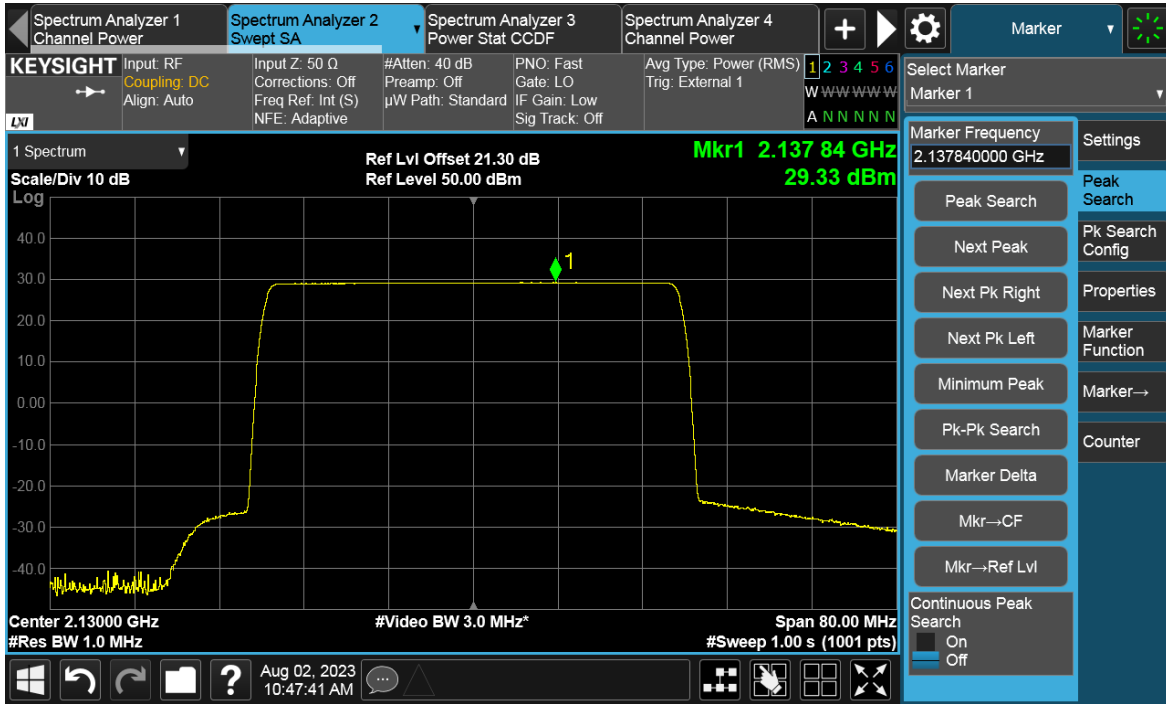 Spectrum Analyzer 1
Channel Power
Spectrum Analyzer 2
Swept SA
Spectrum Analyzer 3
Power Stat CCDF
Spectrum Analyzer 4
Channel Power
+
Marker
KEYSIGHT
LXI
Input: RF
Coupling: DC
Align: Auto
Input Z: 50 Ω
Corrections: Off
Freq Ref: Int (S)
NFE: Adaptive
#Atten: 40 dB
Preamp: Off
µW Path: Standard
PNO: Fast
Gate: LO
IF Gain: Low
Sig Track: Off
Avg Type: Power (RMS)
Trig: External 1
1 2 3 4 5 6
W W W W W W
A N N N N N
Select Marker
Marker 1
1 Spectrum
Scale/Div 10 dB
Log
Ref Lvl Offset 21.30 dB
Ref Level 50.00 dBm
Mkr1 2.137 84 GHz
29.33 dBm
1
40.0
30.0
20.0
10.0
0.00
-10.0
-20.0
-30.0
-40.0
Center 2.13000 GHz
#Res BW 1.0 MHz
#Video BW 3.0 MHz*
Span 80.00 MHz
#Sweep 1.00 s (1001 pts)
Marker Frequency
2.137840000 GHz
Peak Search
Next Peak
Next Pk Right
Next Pk Left
Minimum Peak
Pk-Pk Search
Marker Delta
Mkr→CF
Mkr→Ref Lvl
Continuous Peak
Search
On
Off
Settings
Peak
Search
Pk Search
Config
Properties
Marker
Function
Marker→
Counter
?
Aug 02, 2023
10:47:41 AM